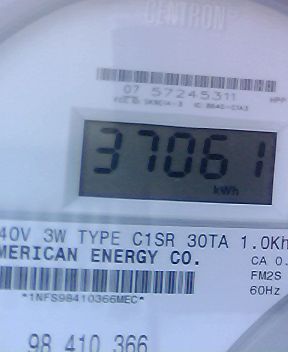 CENTRON®
07 57245311
HPP
37061
kWh
40V 3W TYPE C1SR 30TA 1.0Kh
MERICAN ENERGY CO.
CA 0.
FM2S
60Hz
*1NFS98410366MEC*
98 410 366